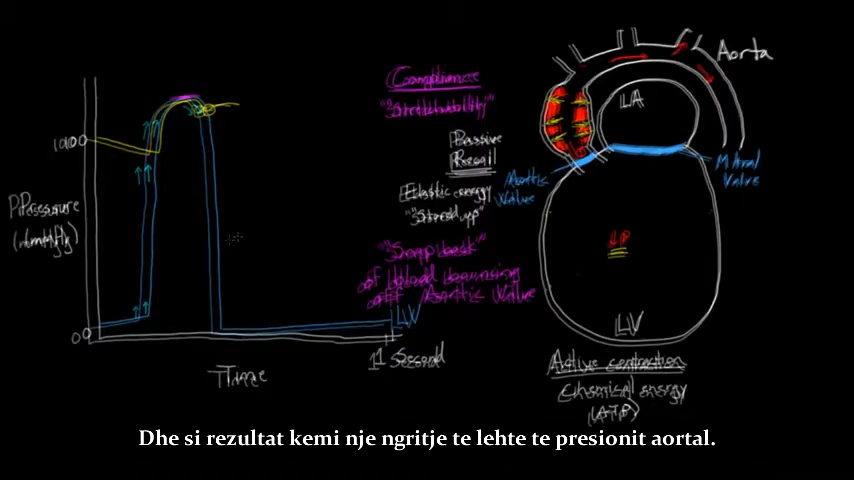 100
Pressure
(mmHg)
0
Time
1 Second
LV
Compliance
"Stretchability"
Passive
Recoil
Elastic energy
"Stored up"
"Snap back"
of blood bouncing
off Aortic Valve
Aorta
LA
Aortic
Valve
Mitral
Valve
↓P
LV
Active contraction
Chemical energy
(ATP)
Dhe si rezultat kemi nje ngritje te lehte te presionit aortal.